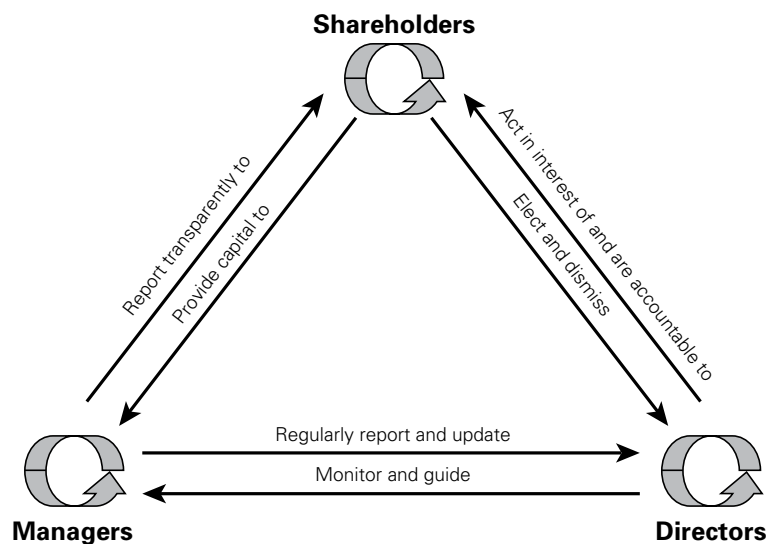 Shareholders
Report transparently to
Provide capital to
Elect and dismiss
Act in interest of and are accountable to
Regularly report and update
Monitor and guide
Managers
Directors